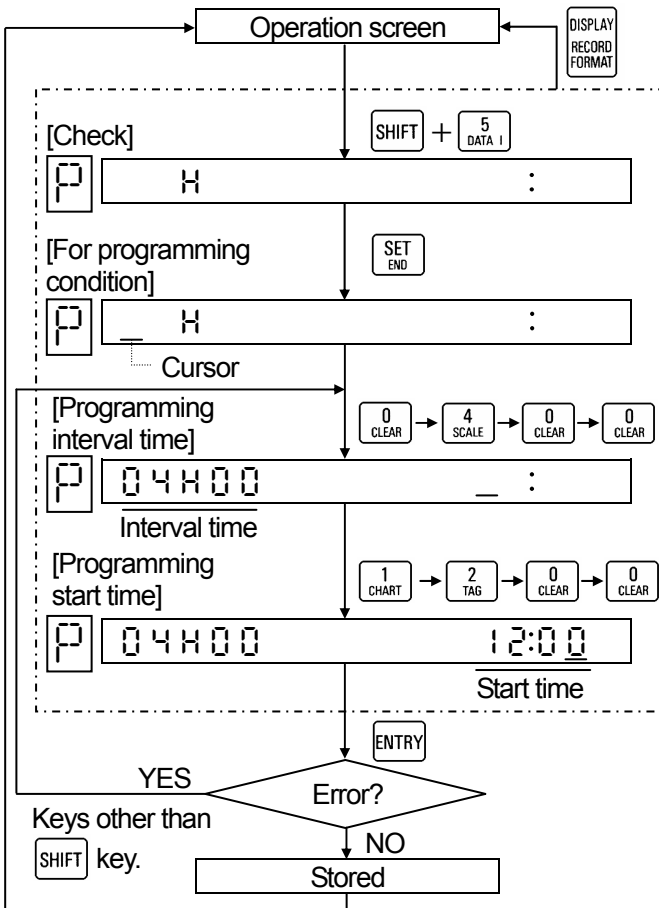 Operation screen
DISPLAY
RECORD
FORMAT
SHIFT + 5
DATA I
[Check]
P H :
[For programming
condition]
SET
END
P _ H :
Cursor
[Programming
interval time]
0 → 4 → 0 → 0
CLEAR SCALE CLEAR CLEAR
P 04H00 _ :
Interval time
[Programming
start time]
1 → 2 → 0 → 0
CHART TAG CLEAR CLEAR
P 04H00 12:00
Start time
ENTRY
YES
Error?
Keys other than
SHIFT key.
NO
Stored